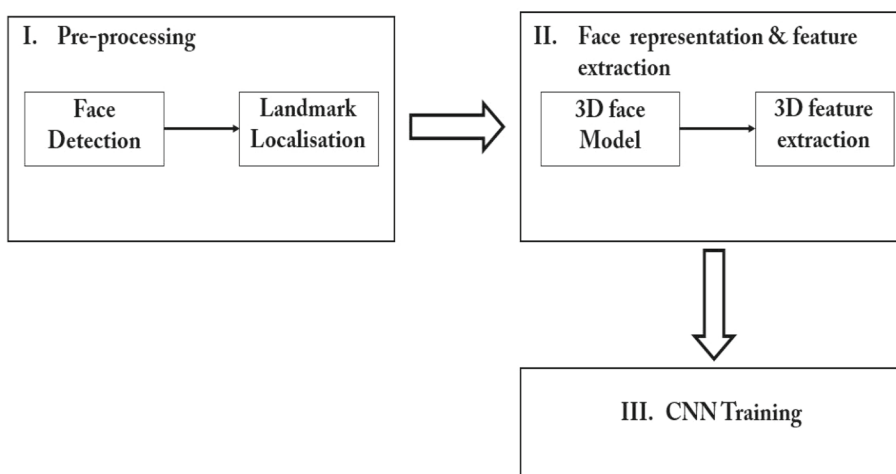 I. Pre-processing
Face
Detection
Landmark
Localisation
II. Face representation & feature
extraction
3D face
Model
3D feature
extraction
III. CNN Training